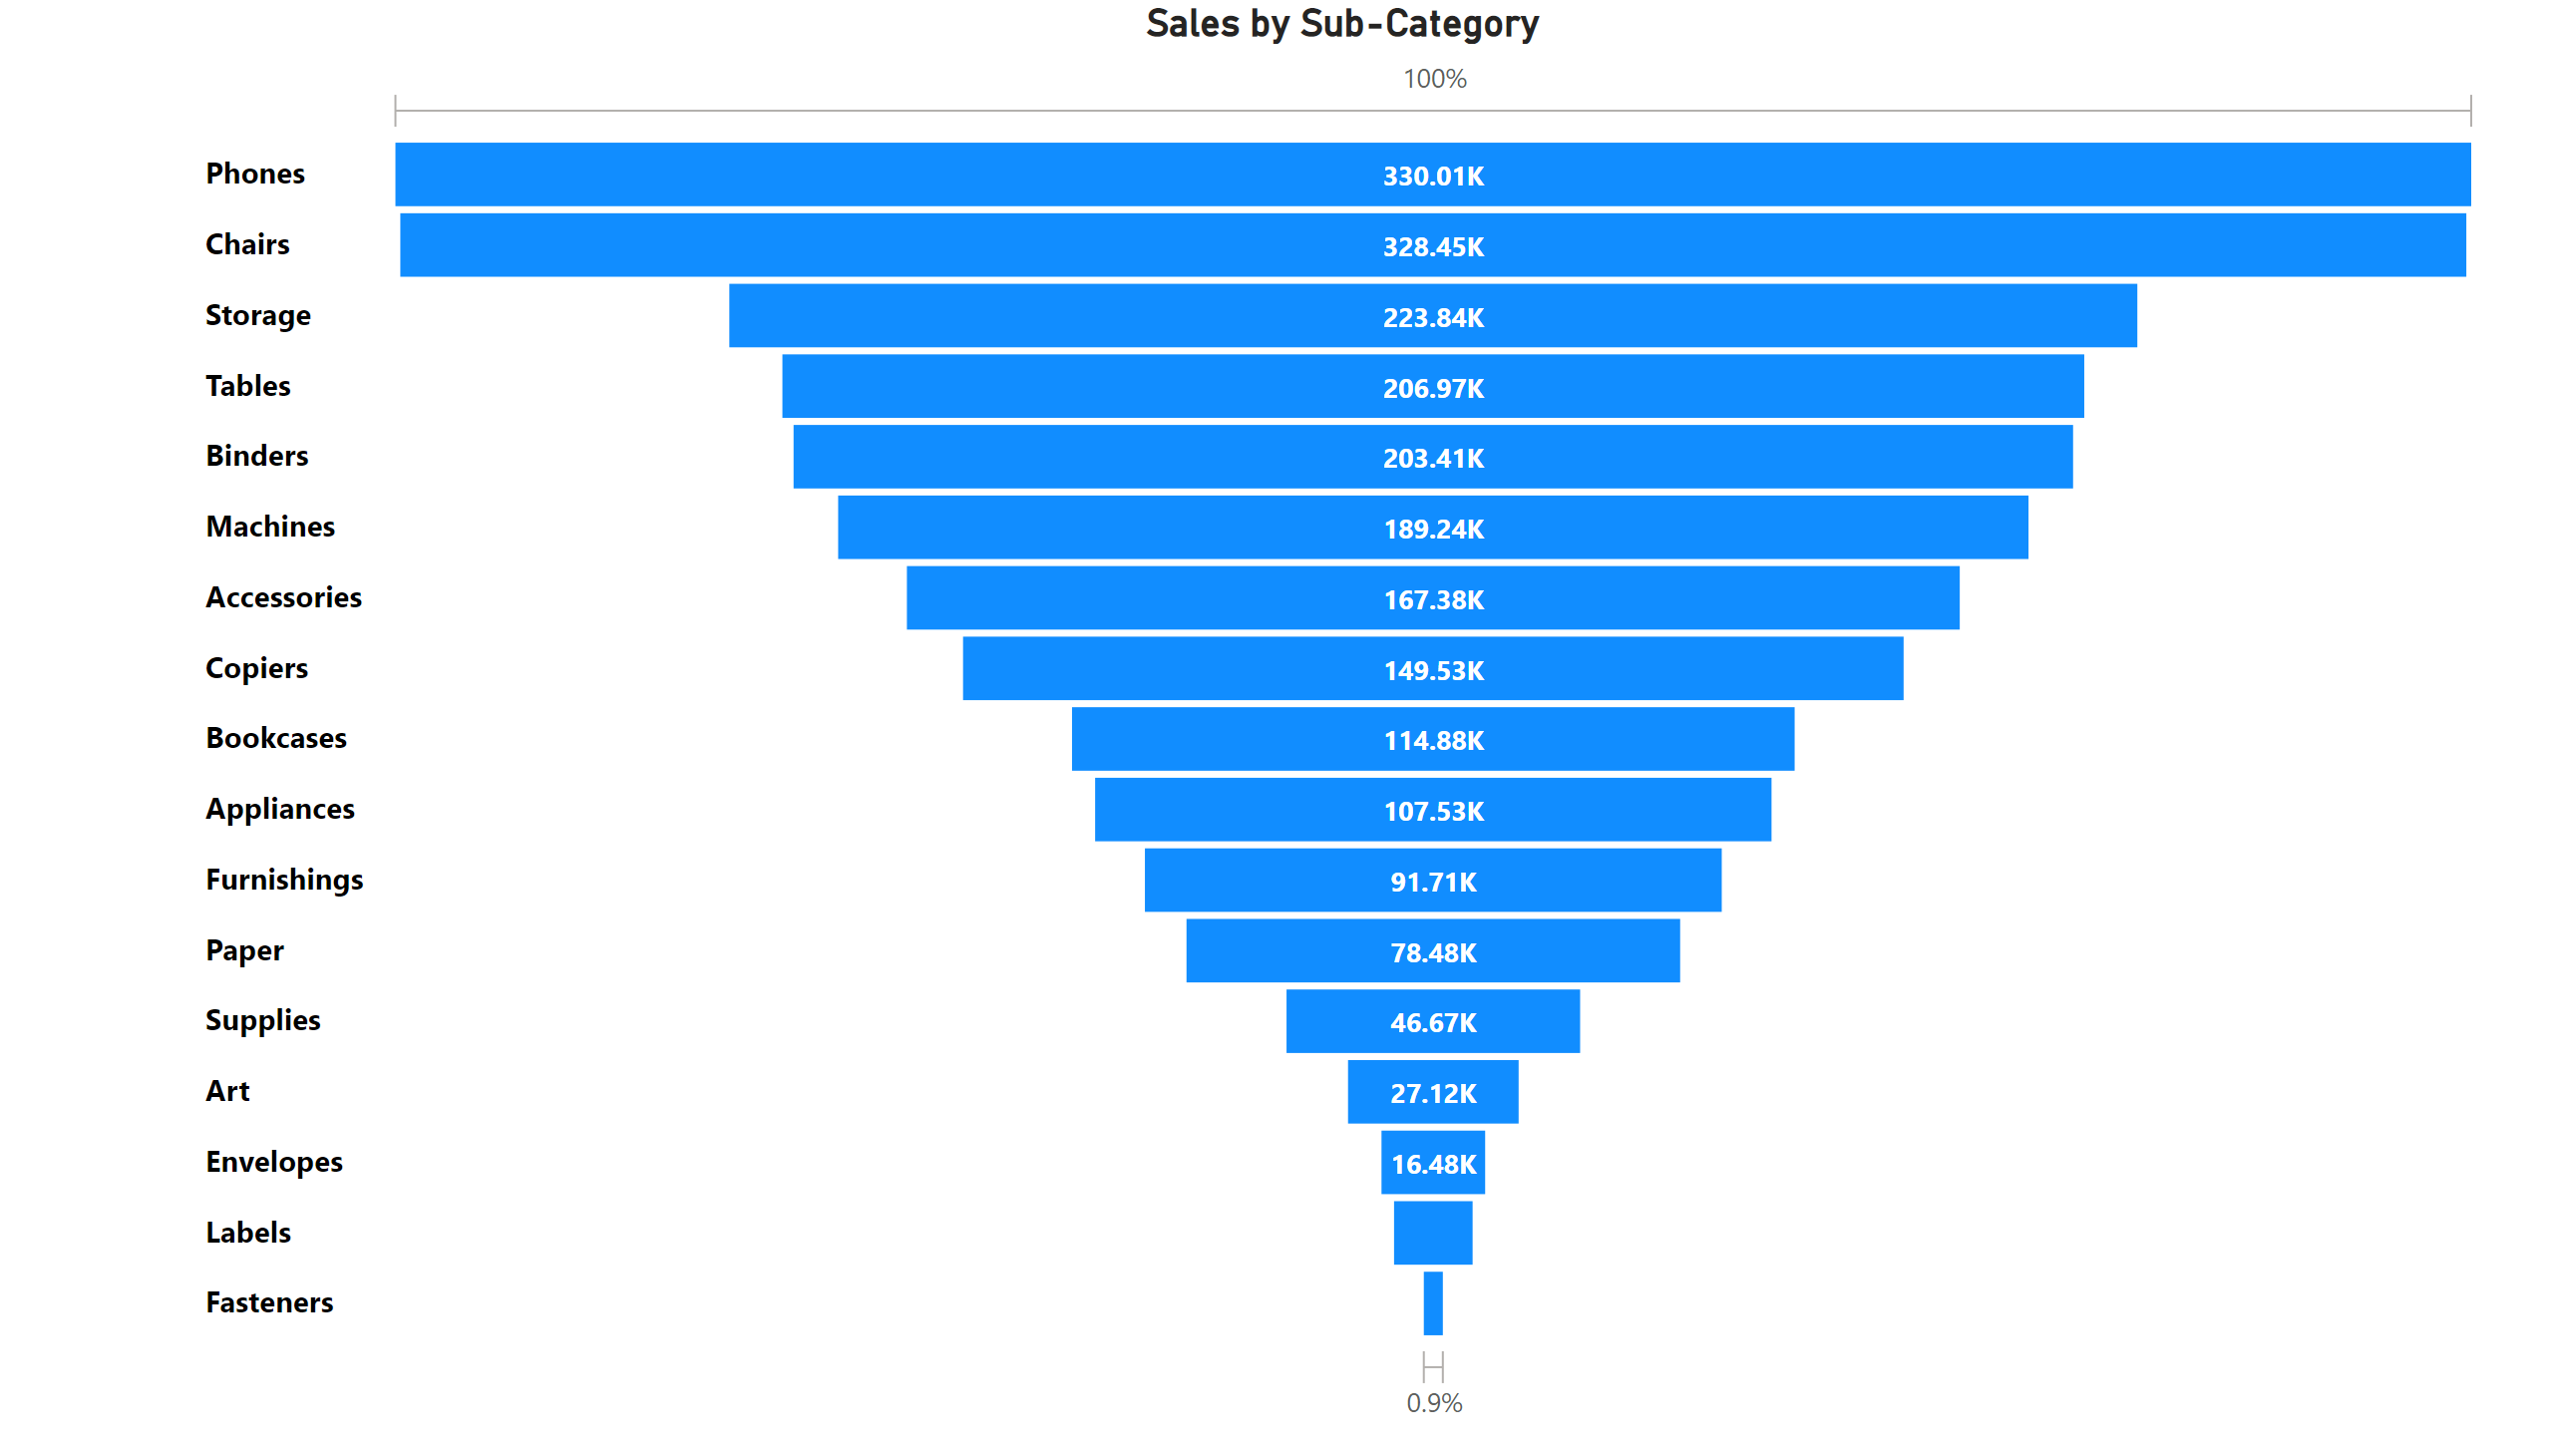 Sales by Sub-Category
100%
Phones 330.01K
Chairs 328.45K
Storage 223.84K
Tables 206.97K
Binders 203.41K
Machines 189.24K
Accessories 167.38K
Copiers 149.53K
Bookcases 114.88K
Appliances 107.53K
Furnishings 91.71K
Paper 78.48K
Supplies 46.67K
Art 27.12K
Envelopes 16.48K
Labels
Fasteners
0.9%